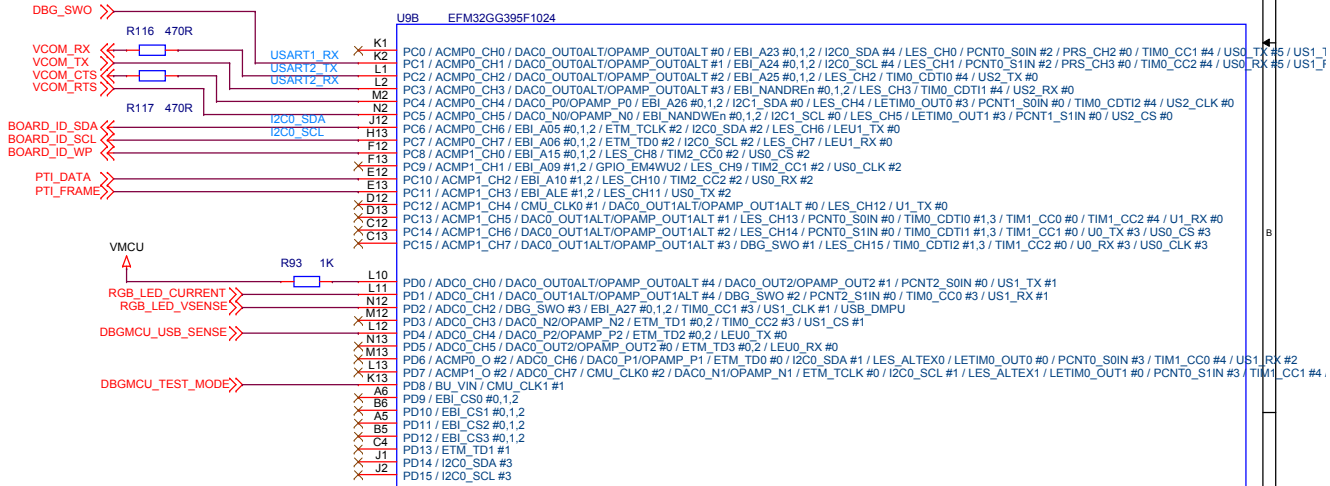 DBG_SWO
U9B EFM32GG395F1024
R116 470R
K1 PC0 / ACMP0_CH0 / DAC0_OUT0ALT/OPAMP_OUT0ALT #0 / EBI_A23 #0,1,2 / I2C0_SDA #4 / LES_CH0 / PCNT0_S0IN #2 / PRS_CH2 #0 / TIM0_CC1 #4 / US0_TX #5 / US1_T
VCOM_RX USART1_RX K2 PC1 / ACMP0_CH1 / DAC0_OUT0ALT/OPAMP_OUT0ALT #1 / EBI_A24 #0,1,2 / I2C0_SCL #4 / LES_CH1 / PCNT0_S1IN #2 / PRS_CH3 #0 / TIM0_CC2 #4 / US0_RX #5 / US1_R
VCOM_TX USART2_TX L1 PC2 / ACMP0_CH2 / DAC0_OUT0ALT/OPAMP_OUT0ALT #2 / EBI_A25 #0,1,2 / LES_CH2 / TIM0_CDTI0 #4 / US2_TX #0
VCOM_CTS USART2_RX L2 PC3 / ACMP0_CH3 / DAC0_OUT0ALT/OPAMP_OUT0ALT #3 / EBI_NANDREn #0,1,2 / LES_CH3 / TIM0_CDTI1 #4 / US2_RX #0
VCOM_RTS M2 PC4 / ACMP0_CH4 / DAC0_P0/OPAMP_P0 / EBI_A26 #0,1,2 / I2C1_SDA #0 / LES_CH4 / LETIM0_OUT0 #3 / PCNT1_S0IN #0 / TIM0_CDTI2 #4 / US2_CLK #0
R117 470R N2 PC5 / ACMP0_CH5 / DAC0_N0/OPAMP_N0 / EBI_NANDWEn #0,1,2 / I2C1_SCL #0 / LES_CH5 / LETIM0_OUT1 #3 / PCNT1_S1IN #0 / US2_CS #0
BOARD_ID_SDA I2C0_SDA J12 PC6 / ACMP0_CH6 / EBI_A05 #0,1,2 / ETM_TCLK #2 / I2C0_SDA #2 / LES_CH6 / LEU1_TX #0
BOARD_ID_SCL I2C0_SCL H13 PC7 / ACMP0_CH7 / EBI_A06 #0,1,2 / ETM_TD0 #2 / I2C0_SCL #2 / LES_CH7 / LEU1_RX #0
BOARD_ID_WP F12 PC8 / ACMP1_CH0 / EBI_A15 #0,1,2 / LES_CH8 / TIM2_CC0 #2 / US0_CS #2
F13 PC9 / ACMP1_CH1 / EBI_A09 #1,2 / GPIO_EM4WU2 / LES_CH9 / TIM2_CC1 #2 / US0_CLK #2
PTI_DATA E12 PC10 / ACMP1_CH2 / EBI_A10 #1,2 / LES_CH10 / TIM2_CC2 #2 / US0_RX #2
PTI_FRAME E13 PC11 / ACMP1_CH3 / EBI_ALE #1,2 / LES_CH11 / US0_TX #2
D12 PC12 / ACMP1_CH4 / CMU_CLK0 #1 / DAC0_OUT1ALT/OPAMP_OUT1ALT #0 / LES_CH12 / U1_TX #0
D13 PC13 / ACMP1_CH5 / DAC0_OUT1ALT/OPAMP_OUT1ALT #1 / LES_CH13 / PCNT0_S0IN #0 / TIM0_CDTI0 #1,3 / TIM1_CC0 #0 / TIM1_CC2 #4 / U1_RX #0
C12 PC14 / ACMP1_CH6 / DAC0_OUT1ALT/OPAMP_OUT1ALT #2 / LES_CH14 / PCNT0_S1IN #0 / TIM0_CDTI1 #1,3 / TIM1_CC1 #0 / U0_TX #3 / US0_CS #3
C13 PC15 / ACMP1_CH7 / DAC0_OUT1ALT/OPAMP_OUT1ALT #3 / DBG_SWO #1 / LES_CH15 / TIM0_CDTI2 #1,3 / TIM1_CC2 #0 / U0_RX #3 / US0_CLK #3
B
VMCU
R93 1K
L10 PD0 / ADC0_CH0 / DAC0_OUT0ALT/OPAMP_OUT0ALT #4 / DAC0_OUT2/OPAMP_OUT2 #1 / PCNT2_S0IN #0 / US1_TX #1
RGB_LED_CURRENT L11 PD1 / ADC0_CH1 / DAC0_OUT1ALT/OPAMP_OUT1ALT #4 / DBG_SWO #2 / PCNT2_S1IN #0 / TIM0_CC0 #3 / US1_RX #1
RGB_LED_VSENSE N12 PD2 / ADC0_CH2 / DBG_SWO #3 / EBI_A27 #0,1,2 / TIM0_CC1 #3 / US1_CLK #1 / USB_DMPU
M12 PD3 / ADC0_CH3 / DAC0_N2/OPAMP_N2 / ETM_TD1 #0,2 / TIM0_CC2 #3 / US1_CS #1
DBGMCU_USB_SENSE L12 PD4 / ADC0_CH4 / DAC0_P2/OPAMP_P2 / ETM_TD2 #0,2 / LEU0_TX #0
N13 PD5 / ADC0_CH5 / DAC0_OUT2/OPAMP_OUT2 #0 / ETM_TD3 #0,2 / LEU0_RX #0
M13 PD6 / ACMP0_O #2 / ADC0_CH6 / DAC0_P1/OPAMP_P1 / ETM_TD0 #0 / I2C0_SDA #1 / LES_ALTEX0 / LETIM0_OUT0 #0 / PCNT0_S0IN #3 / TIM1_CC0 #4 / US1_RX #2
L13 PD7 / ACMP1_O #2 / ADC0_CH7 / CMU_CLK0 #2 / DAC0_N1/OPAMP_N1 / ETM_TCLK #0 / I2C0_SCL #1 / LES_ALTEX1 / LETIM0_OUT1 #0 / PCNT0_S1IN #3 / TIM1_CC1 #4 /
DBGMCU_TEST_MODE K13 PD8 / BU_VIN / CMU_CLK1 #1
A6 PD9 / EBI_CS0 #0,1,2
B6 PD10 / EBI_CS1 #0,1,2
A5 PD11 / EBI_CS2 #0,1,2
B5 PD12 / EBI_CS3 #0,1,2
C4 PD13 / ETM_TD1 #1
J1 PD14 / I2C0_SDA #3
J2 PD15 / I2C0_SCL #3